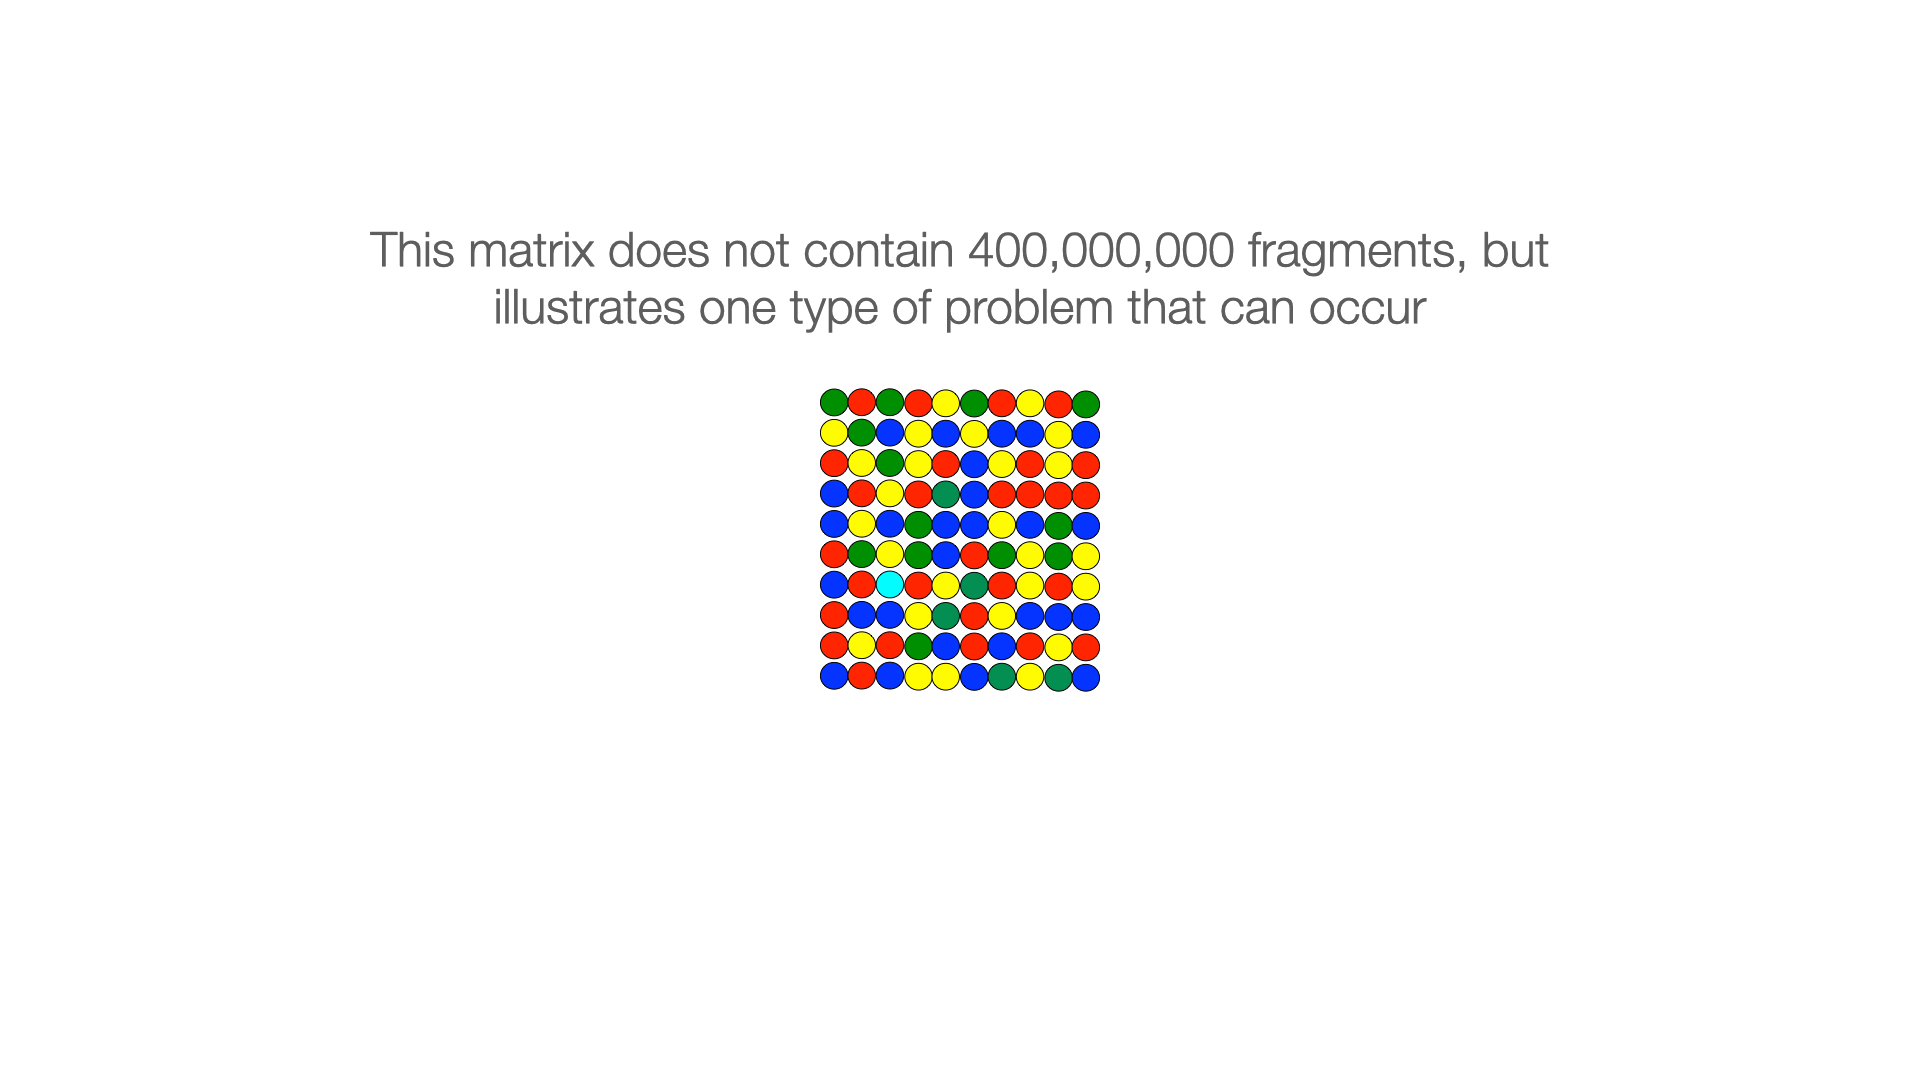 This matrix does not contain 400,000,000 fragments, but
illustrates one type of problem that can occur